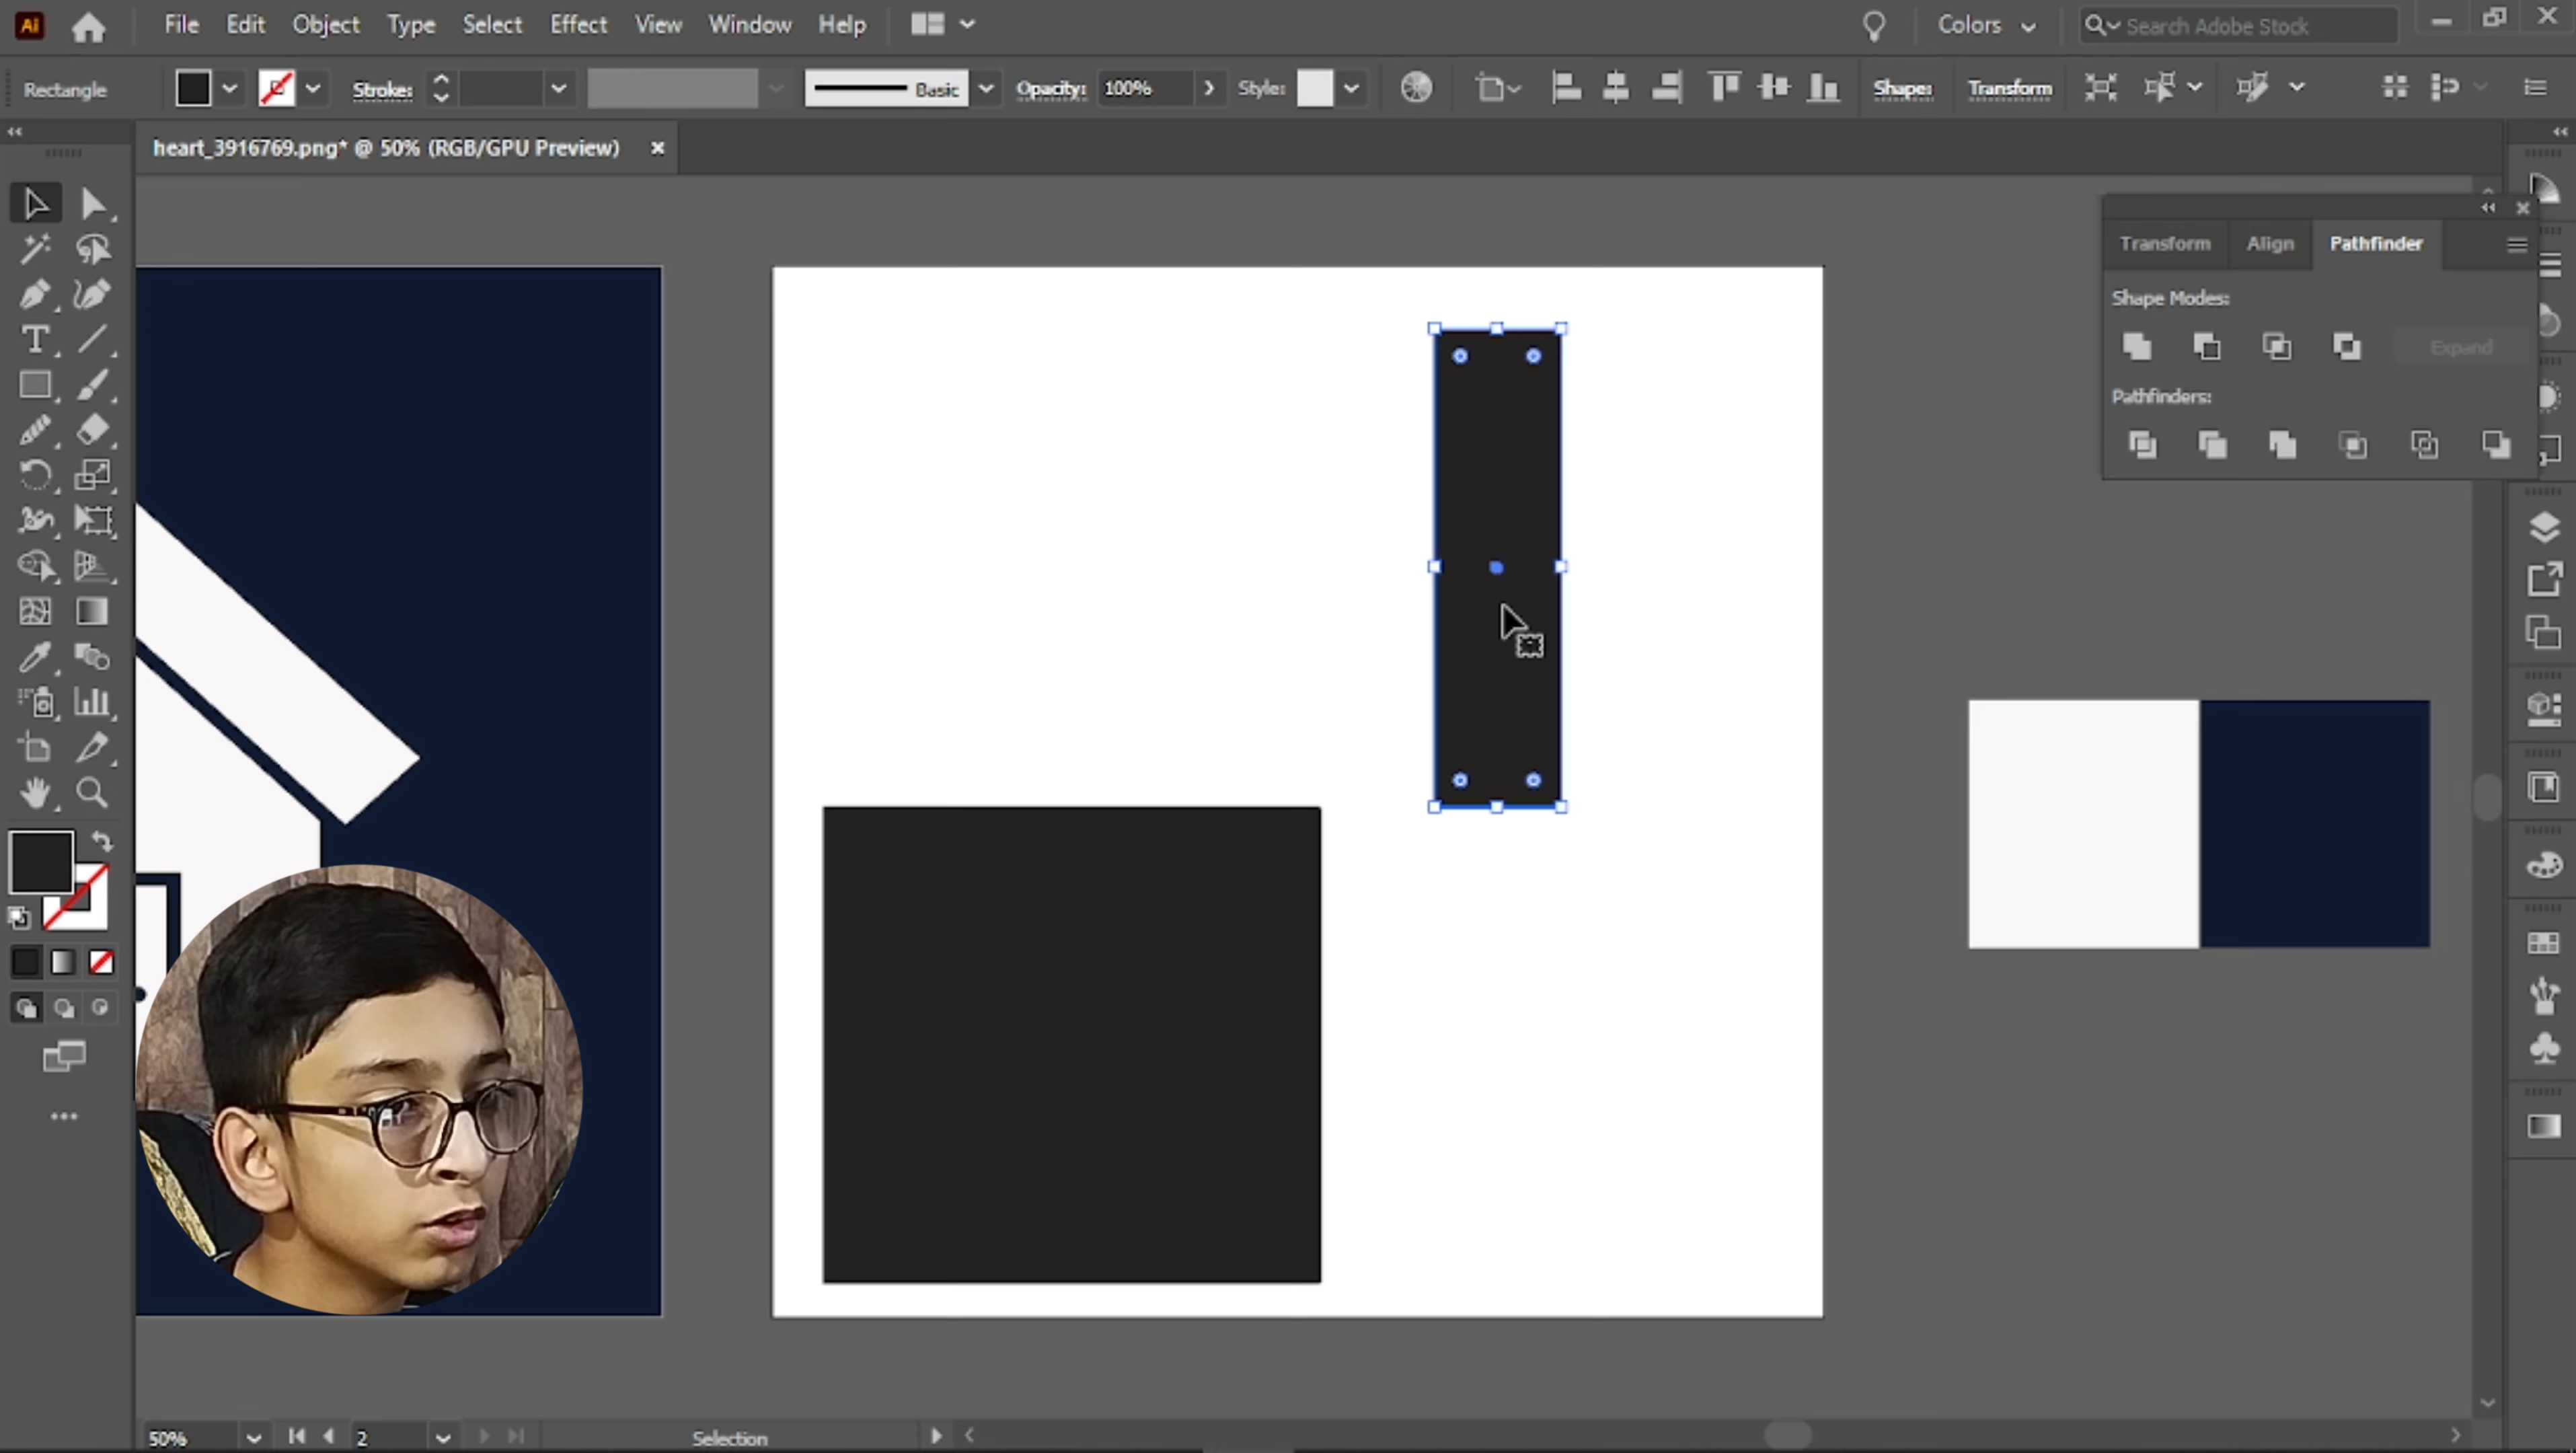 Ai File Edit Object Type Select Effect View Window Help Colors Search Adobe Stock
Rectangle Stroke: Basic Opacity: 100% Style: Shape: Transform
heart_3916769.png* @ 50% (RGB/GPU Preview) ×
Transform Align Pathfinder
Shape Modes:
Expand
Pathfinders:
50% 2 Selection